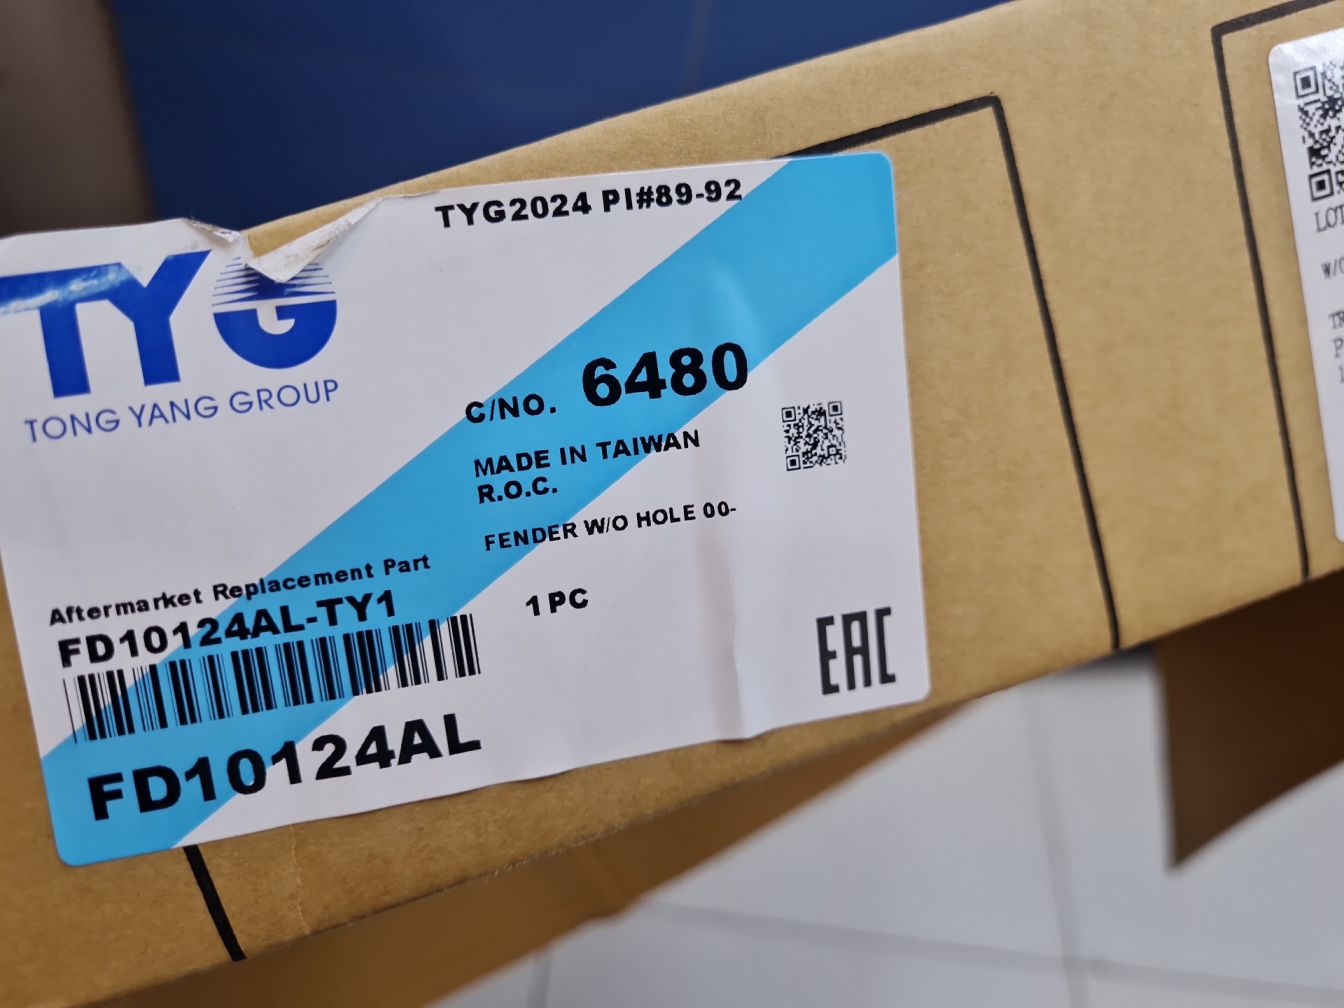 TYG2024 PI#89-92
TYG
TONG YANG GROUP
C/NO. 6480
MADE IN TAIWAN
R.O.C.
FENDER W/O HOLE 00-
Aftermarket Replacement Part
FD10124AL-TY1
1 PC
FD10124AL
EAC
LOT
W/O